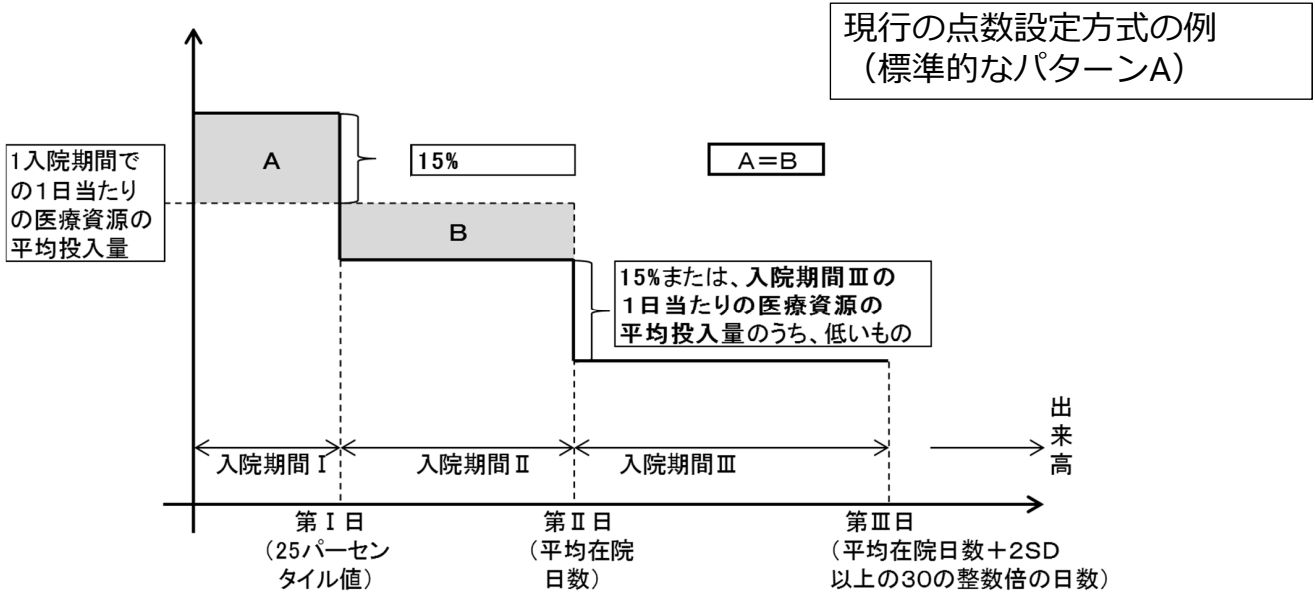 現行の点数設定方式の例
（標準的なパターンA）
1入院期間で
の1日当たり
の医療資源の
平均投入量
A
15%
A＝B
B
15%または、入院期間Ⅲの
1日当たりの医療資源の
平均投入量のうち、低いもの
入院期間Ⅰ
入院期間Ⅱ
入院期間Ⅲ
出
来
高
第Ⅰ日
（25パーセン
タイル値）
第Ⅱ日
（平均在院
日数）
第Ⅲ日
（平均在院日数＋2SD
以上の30の整数倍の日数）